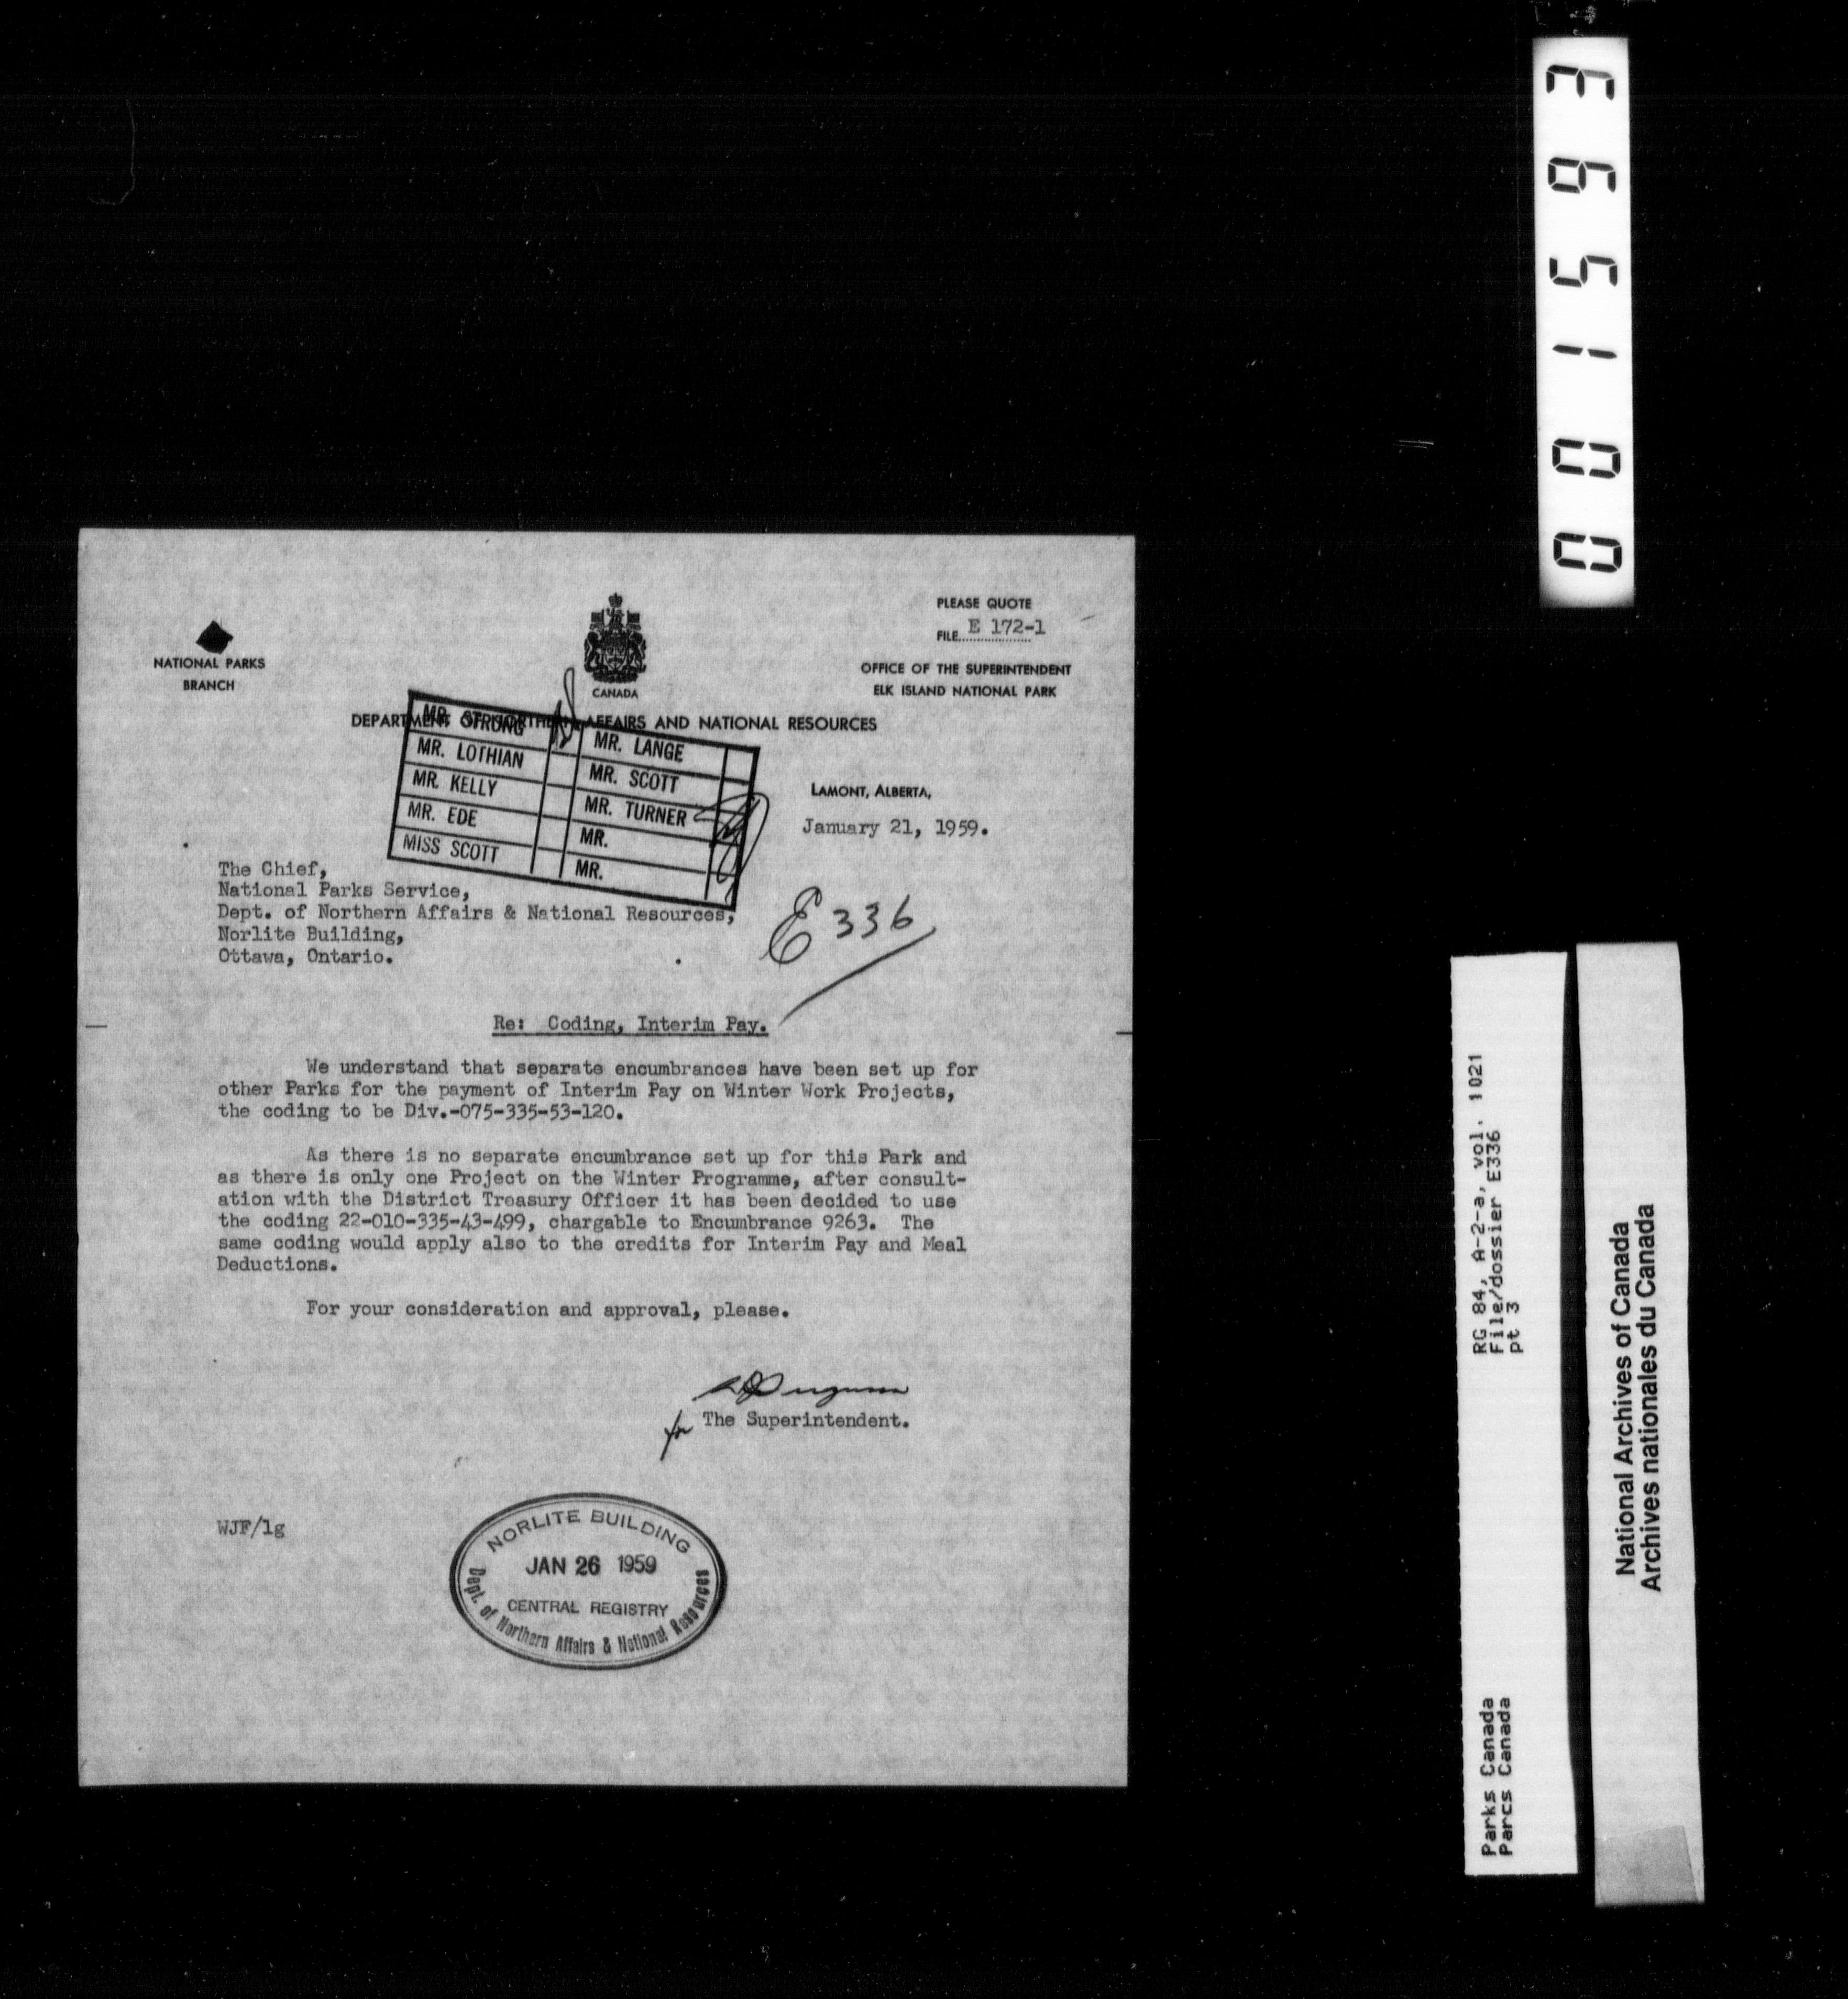 PLEASE QUOTE
FILE E 172-1
NATIONAL PARKS
BRANCH
CANADA
OFFICE OF THE SUPERINTENDENT
ELK ISLAND NATIONAL PARK
DEPARTMENT OF NORTHERN AFFAIRS AND NATIONAL RESOURCES
MR. STRONG
MR. LANGE
MR. LOTHIAN
MR. SCOTT
MR. KELLY
MR. TURNER
MR. EDE
MR.
MISS SCOTT
MR.
LAMONT, ALBERTA,
January 21, 1959.
The Chief,
National Parks Service,
Dept. of Northern Affairs & National Resources,
Norlite Building,
Ottawa, Ontario.
E 336
Re: Coding, Interim Pay.
We understand that separate encumbrances have been set up for
other Parks for the payment of Interim Pay on Winter Work Projects,
the coding to be Div.-075-335-53-120.
As there is no separate encumbrance set up for this Park and
as there is only one Project on the Winter Programme, after consult-
ation with the District Treasury Officer it has been decided to use
the coding 22-010-335-43-499, chargable to Encumbrance 9263. The
same coding would apply also to the credits for Interim Pay and Meal
Deductions.
For your consideration and approval, please.
for The Superintendent.
WJF/lg
NORLITE BUILDING
JAN 26 1959
CENTRAL REGISTRY
Dept. of Northern Affairs & National Resources
001593
RG 84, A-2-a, vol. 1021
File/dossier E336
pt 3
Parks Canada
Parcs Canada
National Archives of Canada
Archives nationales du Canada